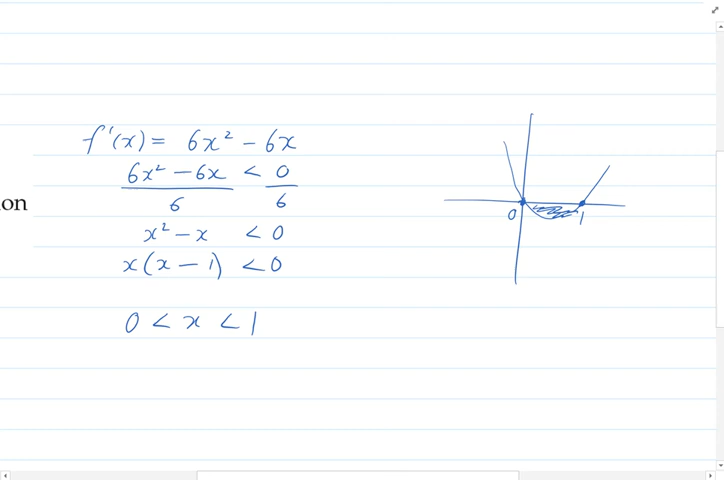 f'(x) = 6x² - 6x
6x² - 6x < 0
6 6
x² - x < 0
x(x - 1) < 0
0 < x < 1
on
0 1